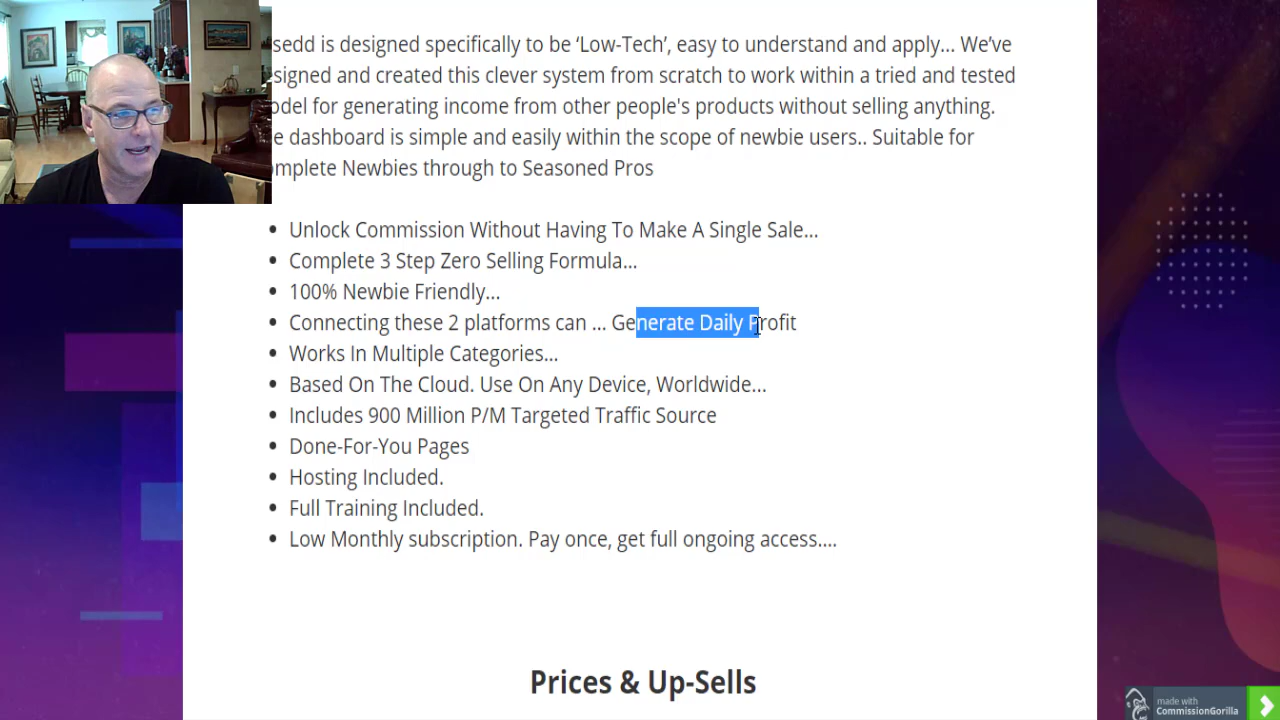 sedd is designed specifically to be ‘Low-Tech’, easy to understand and apply... We’ve
signed and created this clever system from scratch to work within a tried and tested
odel for generating income from other people's products without selling anything.
e dashboard is simple and easily within the scope of newbie users.. Suitable for
mplete Newbies through to Seasoned Pros
• Unlock Commission Without Having To Make A Single Sale...
• Complete 3 Step Zero Selling Formula...
• 100% Newbie Friendly...
• Connecting these 2 platforms can ... Generate Daily Profit
• Works In Multiple Categories...
• Based On The Cloud. Use On Any Device, Worldwide...
• Includes 900 Million P/M Targeted Traffic Source
• Done-For-You Pages
• Hosting Included.
• Full Training Included.
• Low Monthly subscription. Pay once, get full ongoing access....
Prices & Up-Sells
made with
CommissionGorilla